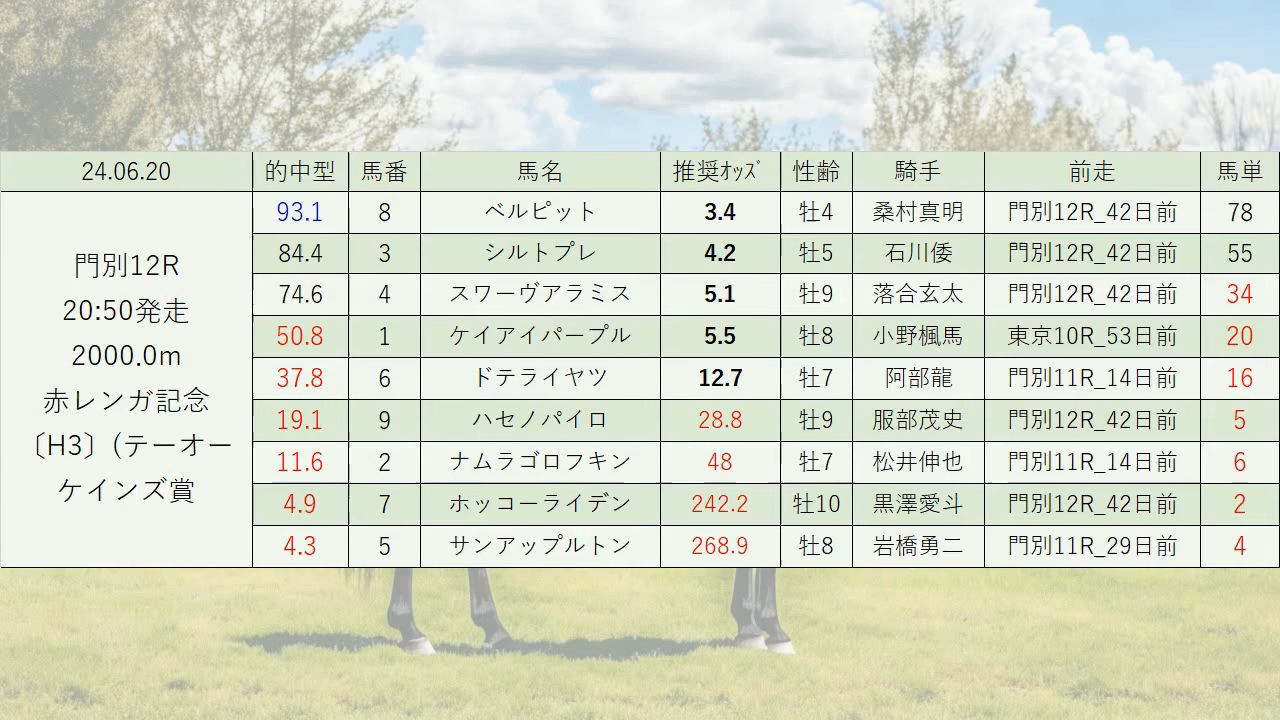 24.06.20 的中型 馬番 馬名 推奨ｵｯｽﾞ 性齢 騎手 前走 馬単
門別12R
20:50発走
2000.0m
赤レンガ記念
〔H3〕(テーオー
ケインズ賞
93.1 8 ベルピット 3.4 牡4 桑村真明 門別12R_42日前 78
84.4 3 シルトプレ 4.2 牡5 石川倭 門別12R_42日前 55
74.6 4 スワーヴアラミス 5.1 牡9 落合玄太 門別12R_42日前 34
50.8 1 ケイアイパープル 5.5 牡8 小野楓馬 東京10R_53日前 20
37.8 6 ドテライヤツ 12.7 牡7 阿部龍 門別11R_14日前 16
19.1 9 ハセノパイロ 28.8 牡9 服部茂史 門別12R_42日前 5
11.6 2 ナムラゴロフキン 48 牡7 松井伸也 門別11R_14日前 6
4.9 7 ホッコーライデン 242.2 牡10 黒澤愛斗 門別12R_42日前 2
4.3 5 サンアップルトン 268.9 牡8 岩橋勇二 門別11R_29日前 4